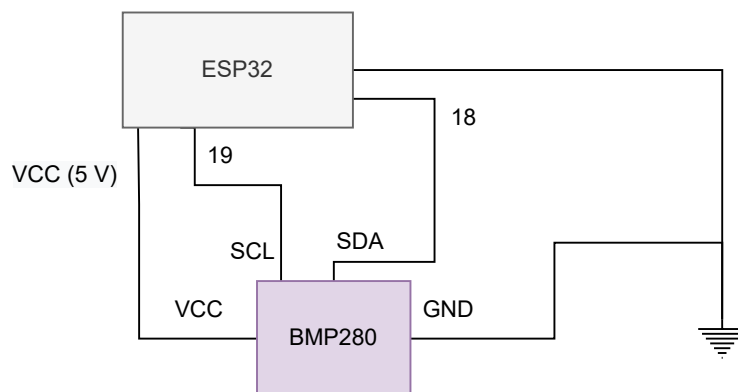 ESP32
18
19
VCC (5 V)
SCL
SDA
VCC
GND
BMP280